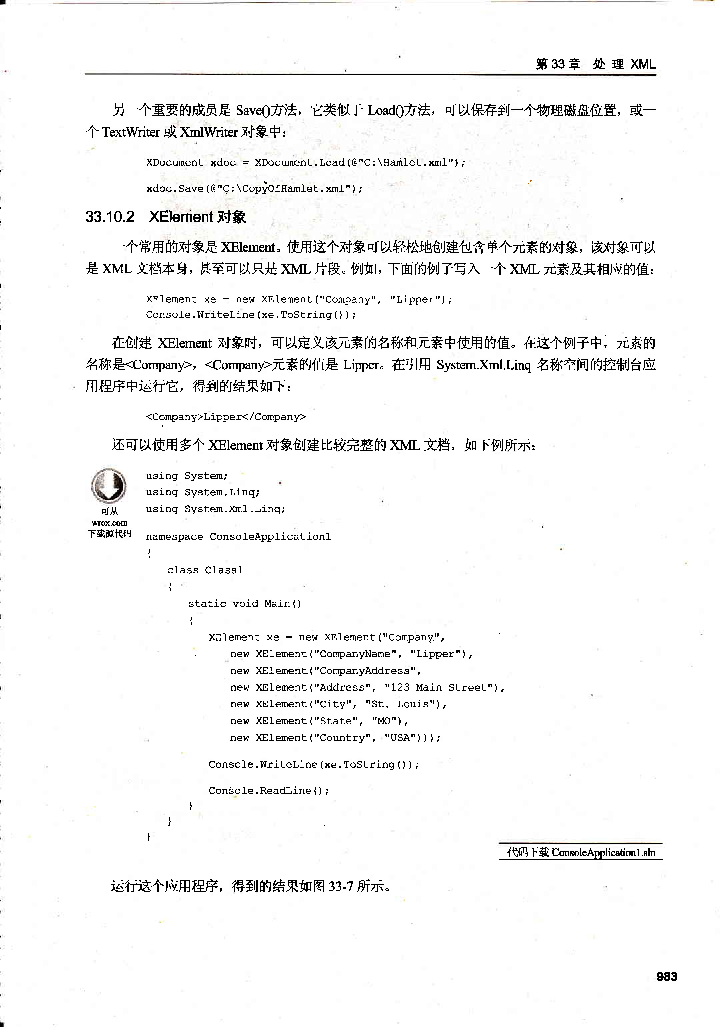 第33章 处 理 XML
另一个重要的成员是 Save()方法，它类似于 Load()方法，可以保存到一个物理磁盘位置，或一
个 TextWriter 或 XmlWriter 对象中：
XDocument xdoc = XDocument.Load(@"C:\Hamlet.xml");
xdoc.Save(@"C:\CopyOfHamlet.xml");
33.10.2 XElement 对象
一个常用的对象是 XElement。使用这个对象可以轻松地创建包含单个元素的对象，该对象可以
是 XML 文档本身，甚至可以只是 XML 片段。例如，下面的例子写入一个 XML 元素及其相应的值：
XElement xe = new XElement("Company", "Lipper");
Console.WriteLine(xe.ToString());
在创建 XElement 对象时，可以定义该元素的名称和元素中使用的值。在这个例子中，元素的
名称是<Company>，<Company>元素的值是 Lipper。在引用 System.Xml.Linq 名称空间的控制台应
用程序中运行它，得到的结果如下：
<Company>Lipper</Company>
还可以使用多个 XElement 对象创建比较完整的 XML 文档，如下例所示：
可从
wrox.com
下载源代码
using System;
using System.Linq;
using System.Xml.Linq;
namespace ConsoleApplication1
{
class Class1
{
static void Main()
{
XElement xe = new XElement("Company",
new XElement("CompanyName", "Lipper"),
new XElement("CompanyAddress",
new XElement("Address", "123 Main Street"),
new XElement("City", "St. Louis"),
new XElement("State", "MO"),
new XElement("Country", "USA")));
Console.WriteLine(xe.ToString());
Console.ReadLine();
}
}
}
代码下载 ConsoleApplication1.sln
运行这个应用程序，得到的结果如图 33-7 所示。
983